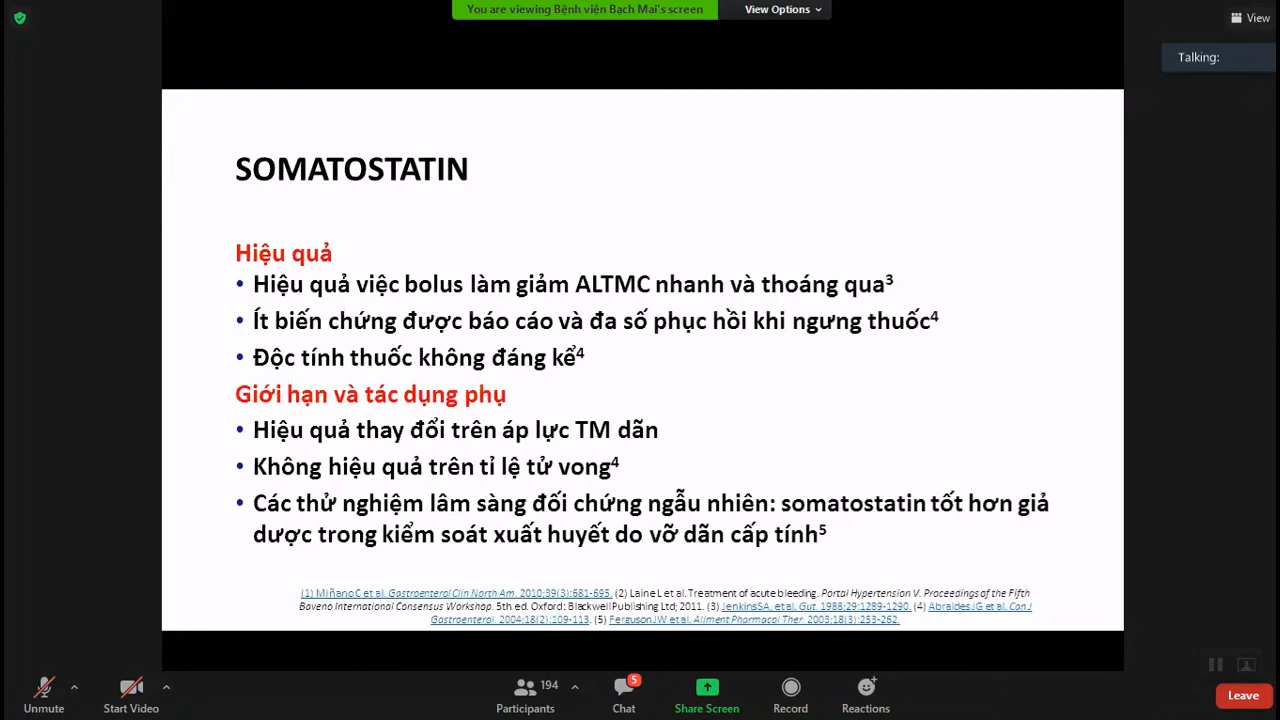 You are viewing Bệnh viện Bạch Mai's screen
View Options
View
Talking:
SOMATOSTATIN
Hiệu quả
• Hiệu quả việc bolus làm giảm ALTMC nhanh và thoáng qua³
• Ít biến chứng được báo cáo và đa số phục hồi khi ngưng thuốc⁴
• Độc tính thuốc không đáng kể⁴
Giới hạn và tác dụng phụ
• Hiệu quả thay đổi trên áp lực TM dãn
• Không hiệu quả trên tỉ lệ tử vong⁴
• Các thử nghiệm lâm sàng đối chứng ngẫu nhiên: somatostatin tốt hơn giả
dược trong kiểm soát xuất huyết do vỡ dãn cấp tính⁵
(1) Miñano C et al. Gastroenterol Clin North Am. 2010;39(3):681-695. (2) Laine L et al. Treatment of acute bleeding. Portal Hypertension V. Proceedings of the Fifth
Baveno International Consensus Workshop. 5th ed. Oxford: Blackwell Publishing Ltd; 2011. (3) Jenkins SA, et al. Gut. 1988;29:1289-1290. (4) Abraldes JG et al. Can J
Gastroenterol. 2004;18(2):109-113. (5) Ferguson JW et al. Aliment Pharmacol Ther. 2003;18(3):253-262.
Unmute
Start Video
194
Participants
5
Chat
Share Screen
Record
Reactions
Leave